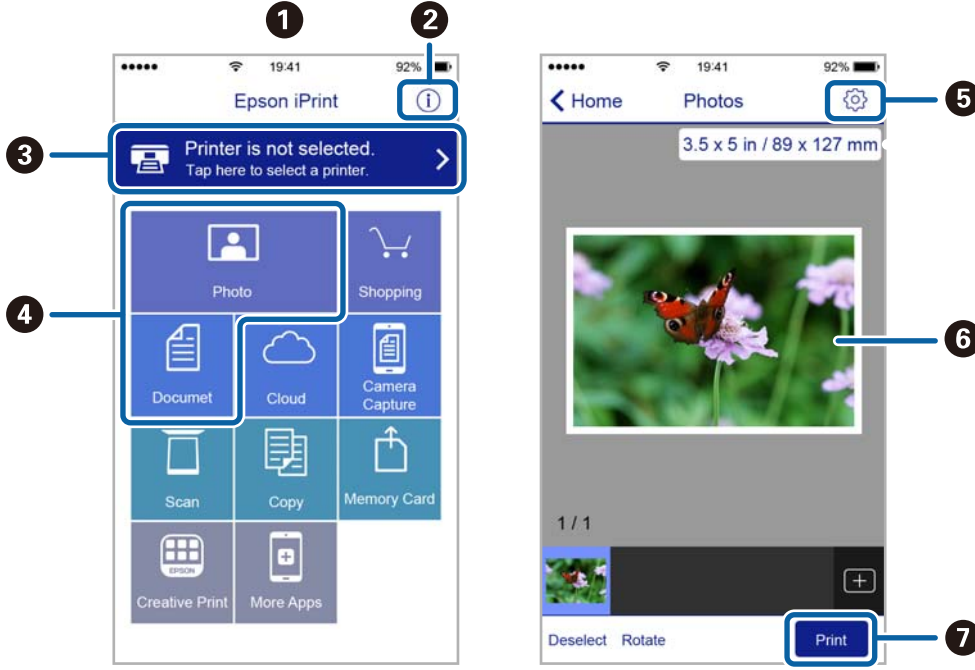 1
2
••••• 19:41 92%
Epson iPrint
3
Printer is not selected.
Tap here to select a printer.
4
Photo
Shopping
Documet
Cloud
Camera
Capture
Scan
Copy
Memory Card
EPSON
Creative Print
More Apps
••••• 19:41 92%
Home
Photos
5
3.5 x 5 in / 89 x 127 mm
6
1 / 1
Deselect
Rotate
Print
7